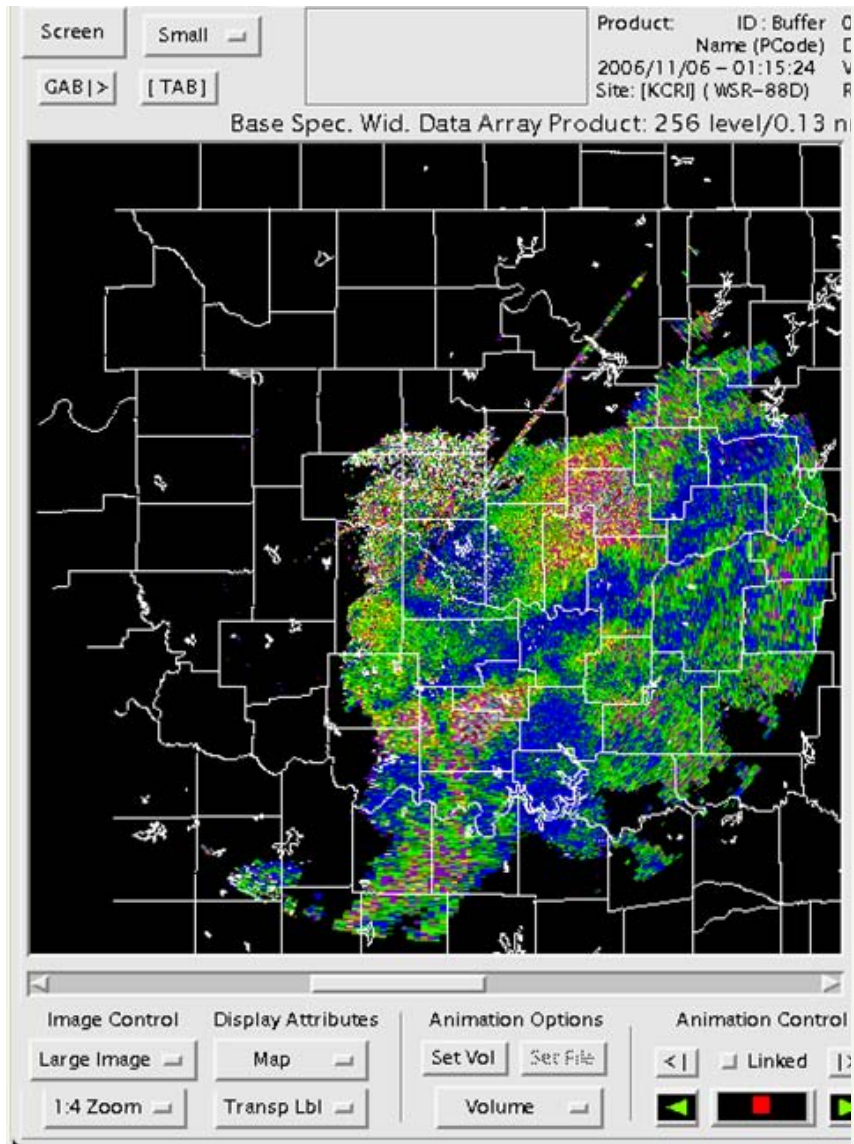 Screen
Small
Product: ID : Buffer 0
Name (PCode) D
2006/11/06 – 01:15:24 V
GAB |>
[ TAB ]
Site: [KCRI] ( WSR–88D) R
Base Spec. Wid. Data Array Product: 256 level/0.13 n
Image Control Display Attributes Animation Options Animation Control
Large Image Map Set Vol Set File <| Linked |>
1:4 Zoom Transp Lbl Volume